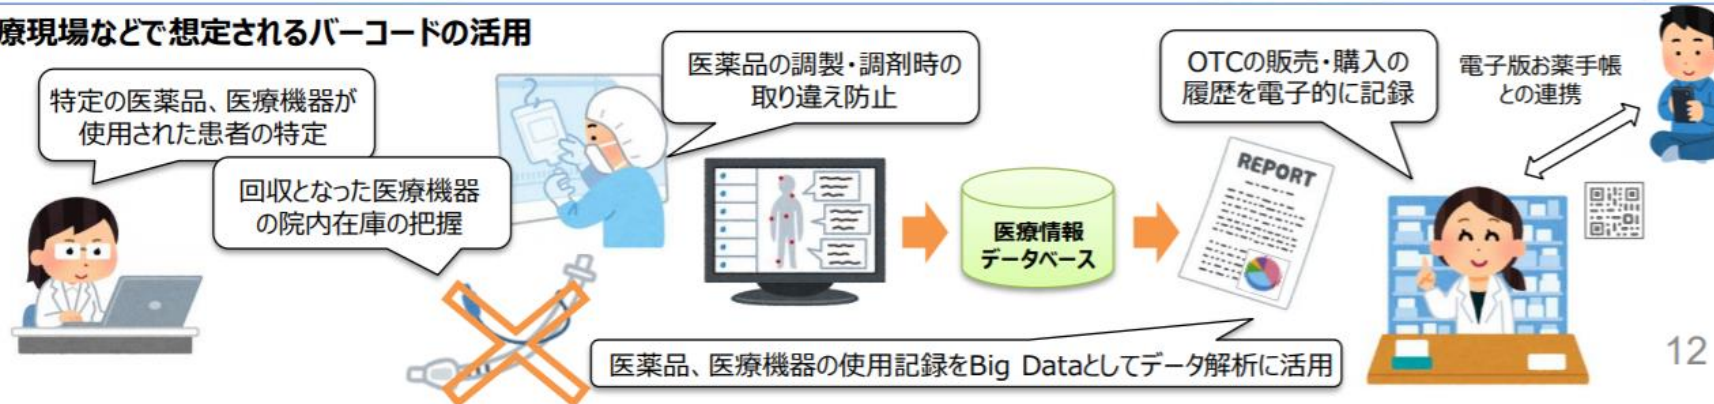 療現場などで想定されるバーコードの活用
特定の医薬品、医療機器が
使用された患者の特定
回収となった医療機器
の院内在庫の把握
医薬品の調製・調剤時の
取り違え防止
医療情報
データベース
REPORT
OTCの販売・購入の
履歴を電子的に記録
電子版お薬手帳
との連携
医薬品、医療機器の使用記録をBig Dataとしてデータ解析に活用
12